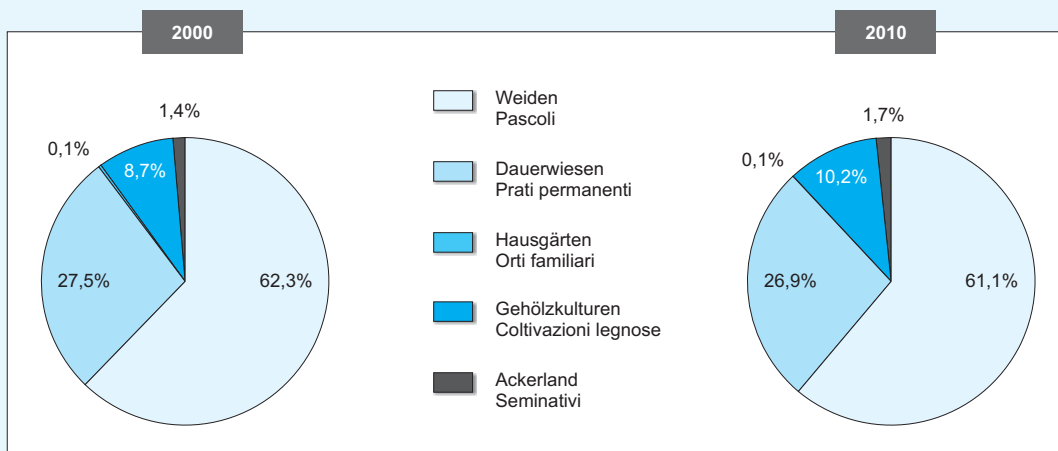 2000
2010
1,4%
0,1%
8,7%
27,5%
62,3%
Weiden
Pascoli
Dauerwiesen
Prati permanenti
Hausgärten
Orti familiari
Gehölzkulturen
Coltivazioni legnose
Ackerland
Seminativi
1,7%
0,1%
10,2%
26,9%
61,1%